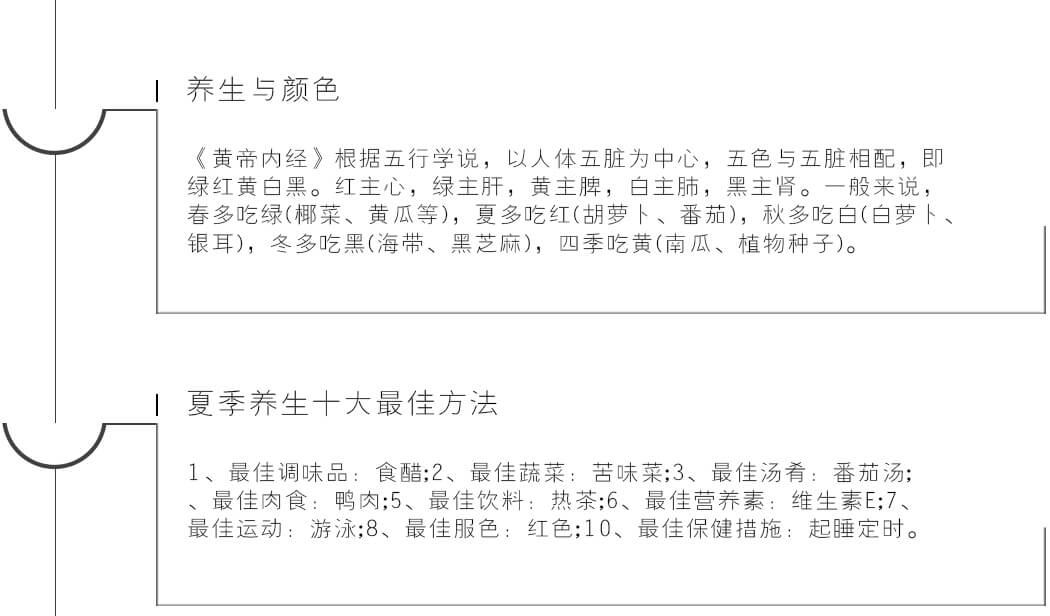 养生与颜色
《黄帝内经》根据五行学说，以人体五脏为中心，五色与五脏相配，即
绿红黄白黑。红主心，绿主肝，黄主脾，白主肺，黑主肾。一般来说，
春多吃绿(椰菜、黄瓜等)，夏多吃红(胡萝卜、番茄)，秋多吃白(白萝卜、
银耳)，冬多吃黑(海带、黑芝麻)，四季吃黄(南瓜、植物种子)。
夏季养生十大最佳方法
1、最佳调味品：食醋;2、最佳蔬菜：苦味菜;3、最佳汤肴：番茄汤;
、最佳肉食：鸭肉;5、最佳饮料：热茶;6、最佳营养素：维生素E;7、
最佳运动：游泳;8、最佳服色：红色;10、最佳保健措施：起睡定时。